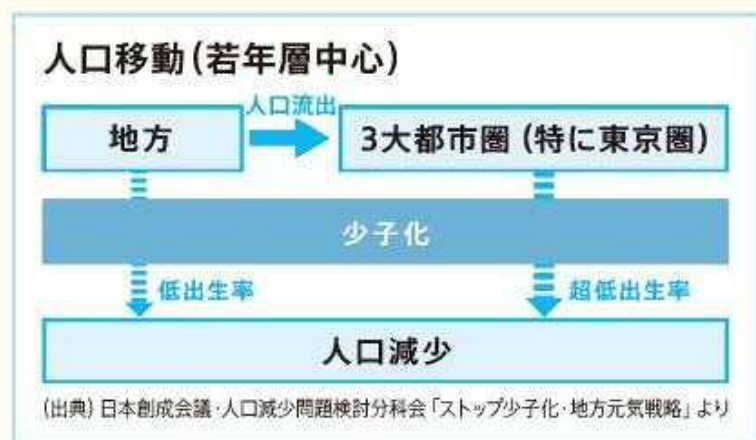 人口移動(若年層中心)
人口流出
地方
3大都市圏(特に東京圏)
少子化
低出生率
超低出生率
人口減少
(出典)日本創成会議・人口減少問題検討分科会「ストップ少子化・地方元気戦略」より